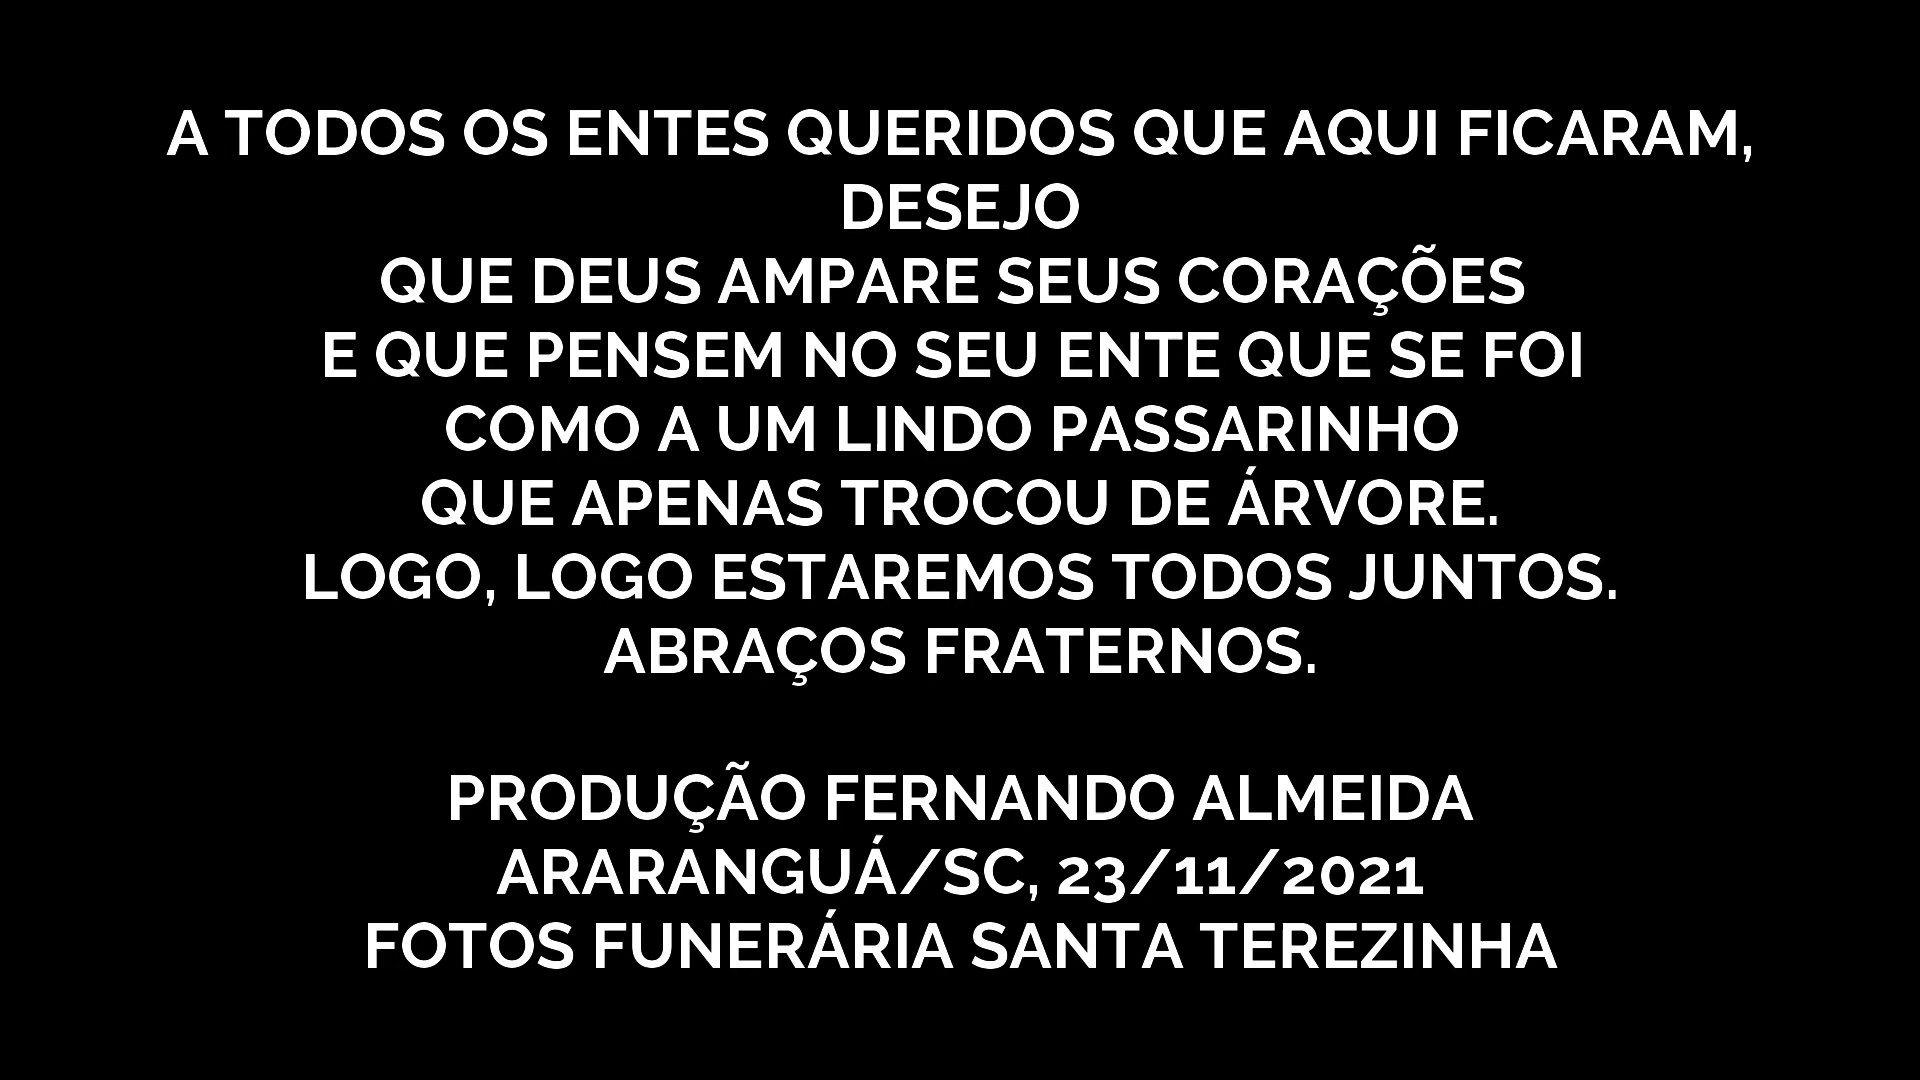 A TODOS OS ENTES QUERIDOS QUE AQUI FICARAM,
DESEJO
QUE DEUS AMPARE SEUS CORAÇÕES
E QUE PENSEM NO SEU ENTE QUE SE FOI
COMO A UM LINDO PASSARINHO
QUE APENAS TROCOU DE ÁRVORE.
LOGO, LOGO ESTAREMOS TODOS JUNTOS.
ABRAÇOS FRATERNOS.
PRODUÇÃO FERNANDO ALMEIDA
ARARANGUÁ/SC, 23/11/2021
FOTOS FUNERÁRIA SANTA TEREZINHA